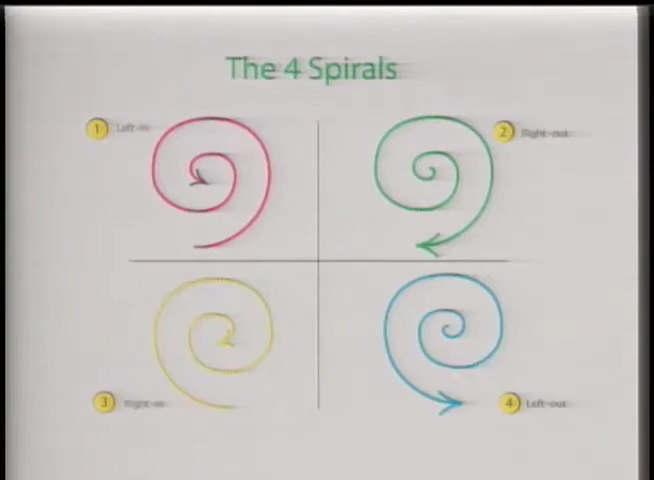 The 4 Spirals
1 Left-in
2 Right-out
3 Right-in
4 Left-out